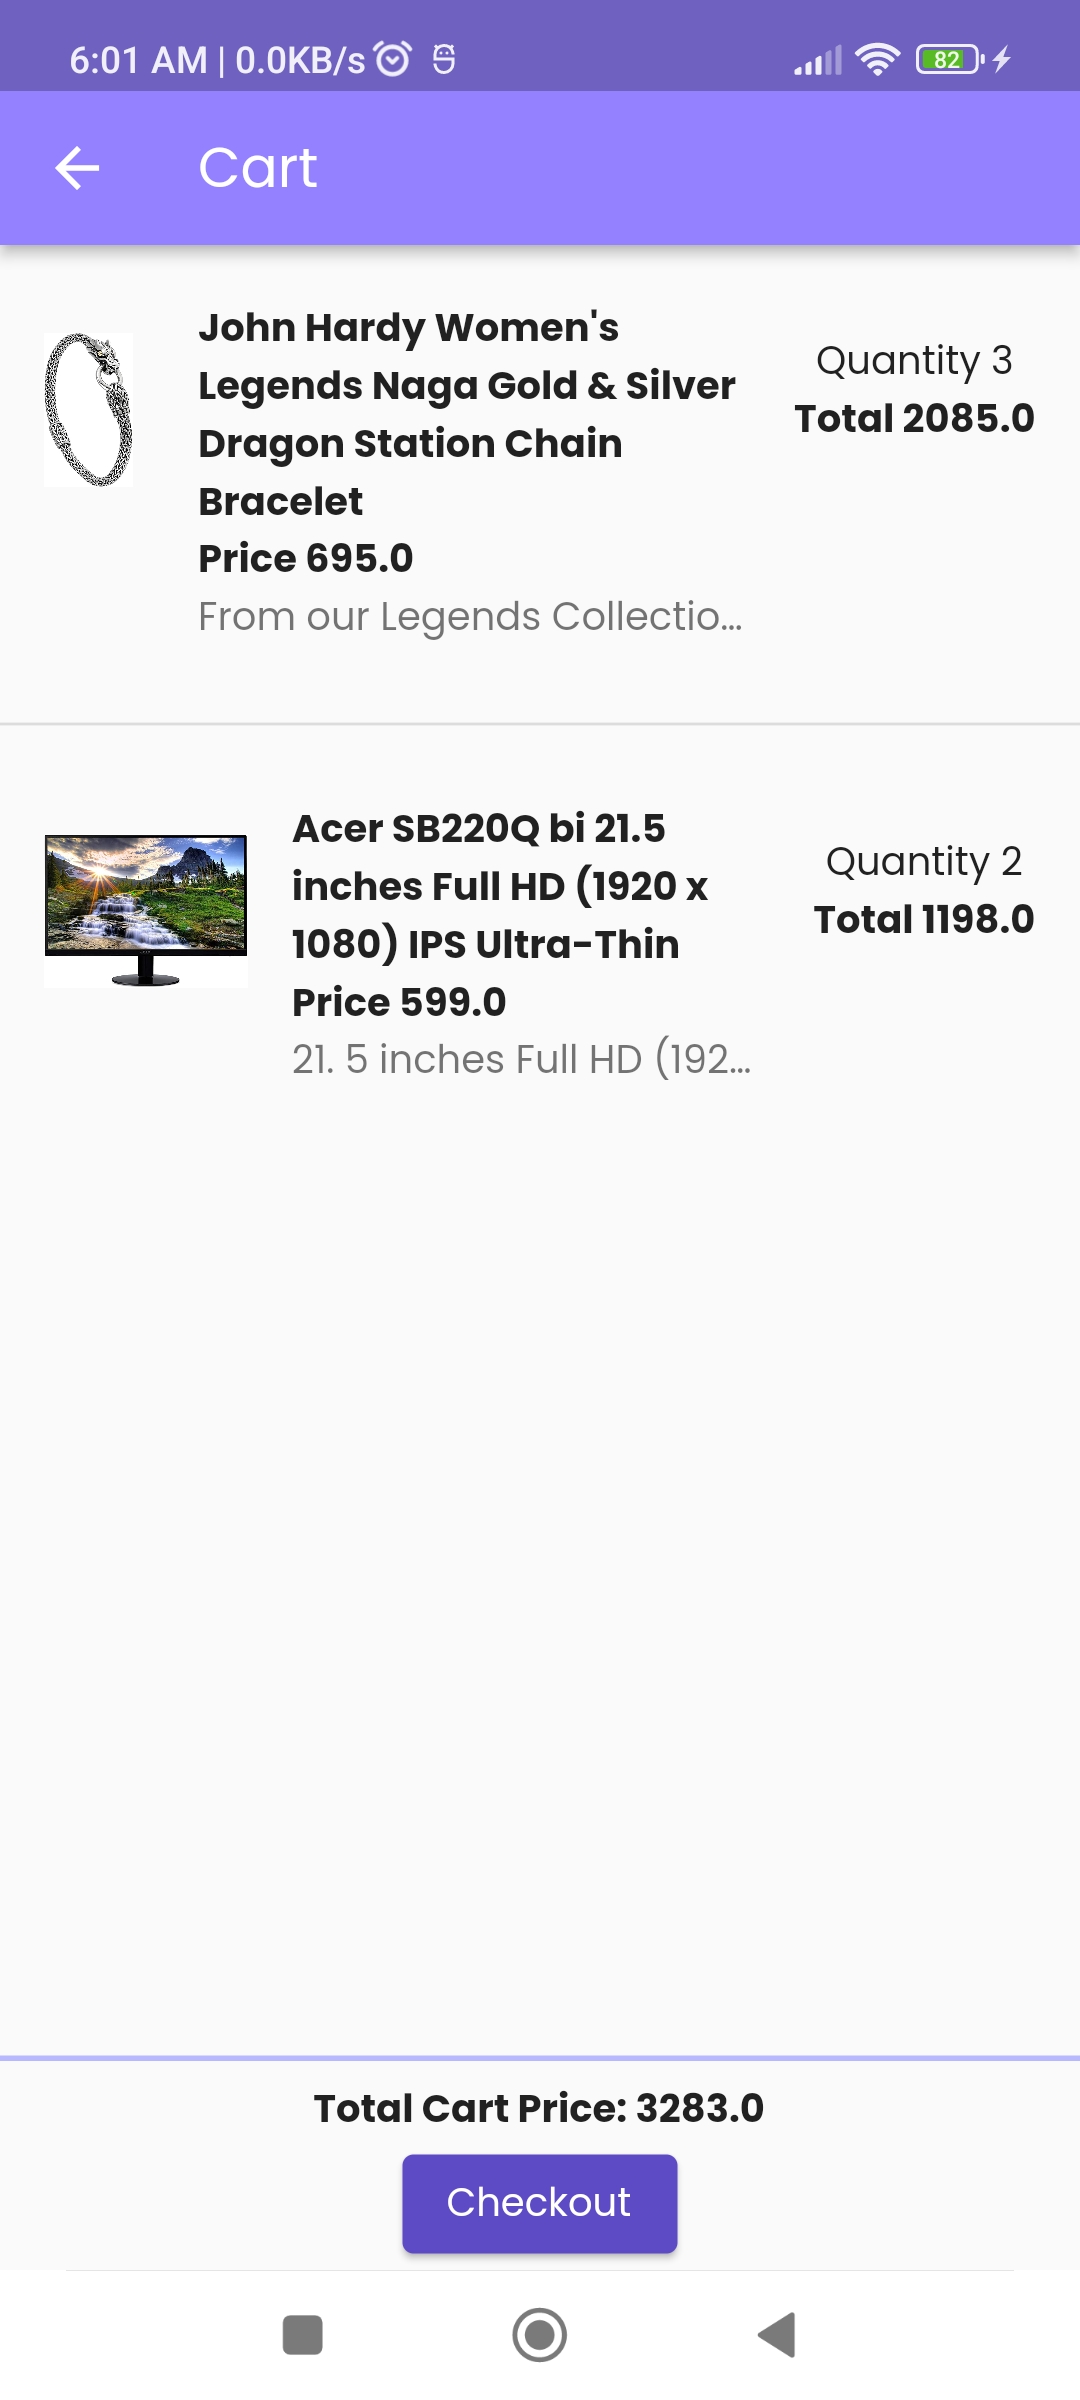 6:01 AM | 0.0KB/s
82
Cart
John Hardy Women's
Legends Naga Gold & Silver
Dragon Station Chain
Bracelet
Price 695.0
From our Legends Collectio...
Quantity 3
Total 2085.0
Acer SB220Q bi 21.5
inches Full HD (1920 x
1080) IPS Ultra-Thin
Price 599.0
21. 5 inches Full HD (192...
Quantity 2
Total 1198.0
Total Cart Price: 3283.0
Checkout